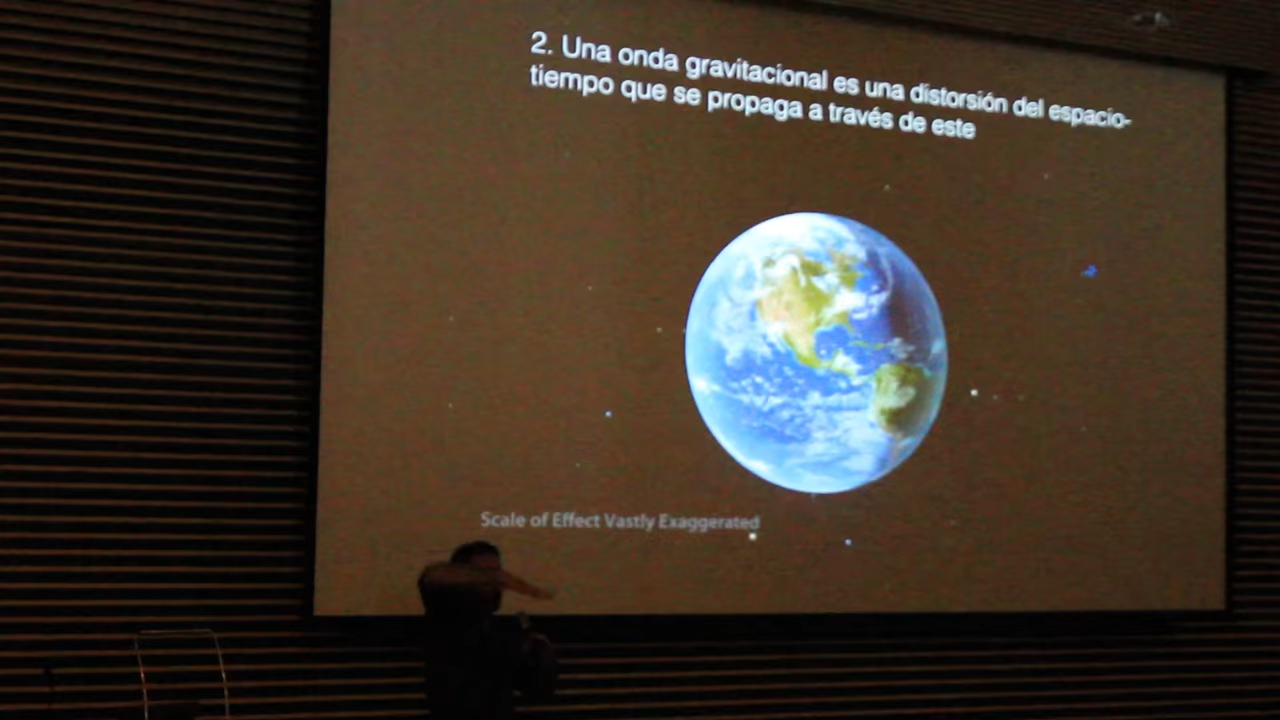 2. Una onda gravitacional es una distorsión del espacio-
tiempo que se propaga a través de este
Scale of Effect Vastly Exaggerated